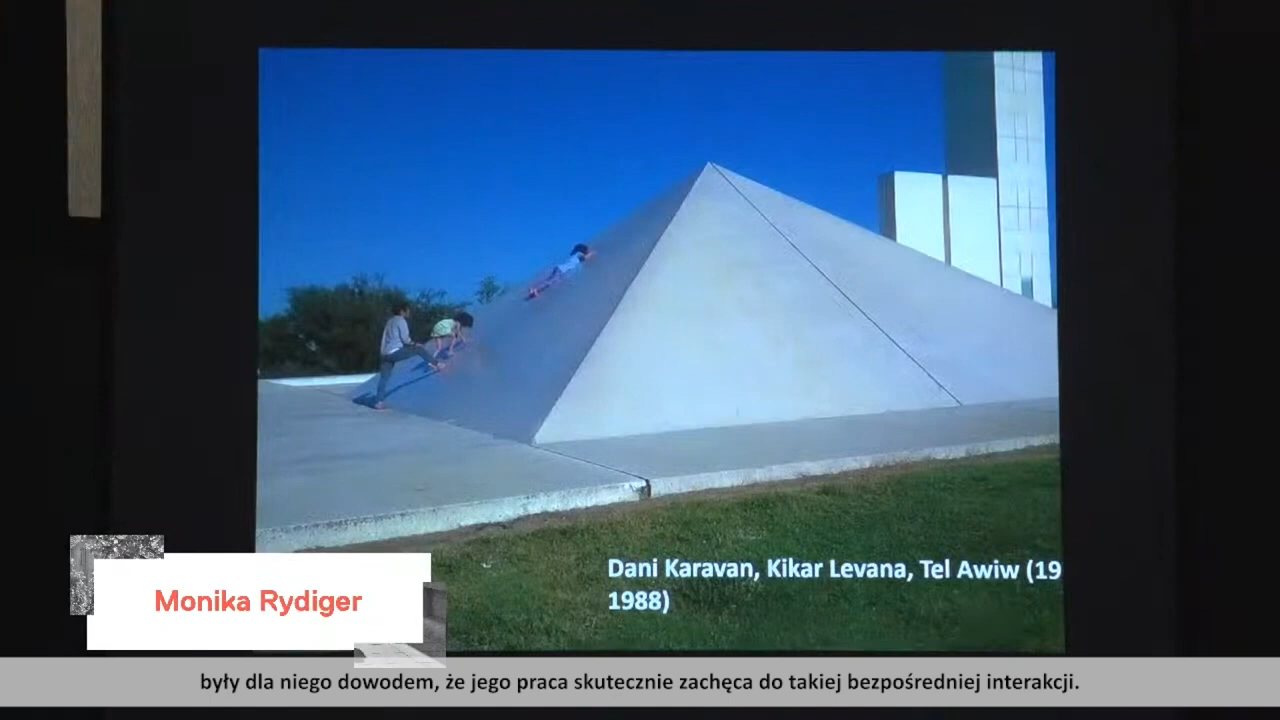 Dani Karavan, Kikar Levana, Tel Awiw (19
1988)
Monika Rydiger
były dla niego dowodem, że jego praca skutecznie zachęca do takiej bezpośredniej interakcji.